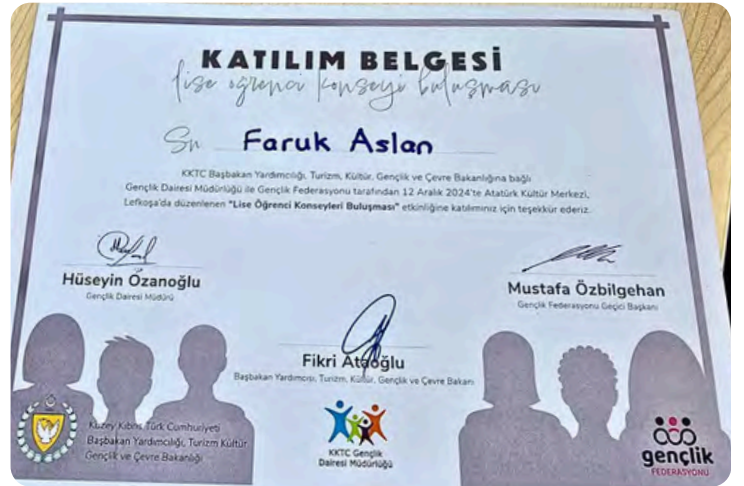 KATILIM BELGESİ
lise öğrenci konseyi buluşması
Sn Faruk Aslan
KKTC Başbakan Yardımcılığı, Turizm, Kültür, Gençlik ve Çevre Bakanlığına bağlı
Gençlik Dairesi Müdürlüğü ile Gençlik Federasyonu tarafından 12 Aralık 2024'te Atatürk Kültür Merkezi,
Lefkoşa'da düzenlenen "Lise Öğrenci Konseyleri Buluşması" etkinliğine katılımınız için teşekkür ederiz.
Hüseyin Özanoğlu
Gençlik Dairesi Müdürü
Mustafa Özbilgehan
Gençlik Federasyonu Geçici Başkanı
Fikri Ataoğlu
Başbakan Yardımcısı, Turizm, Kültür, Gençlik ve Çevre Bakanı
Kuzey Kıbrıs Türk Cumhuriyeti
Başbakan Yardımcılığı, Turizm Kültür
Gençlik ve Çevre Bakanlığı
KKTC Gençlik
Dairesi Müdürlüğü
gençlik
FEDERASYONU